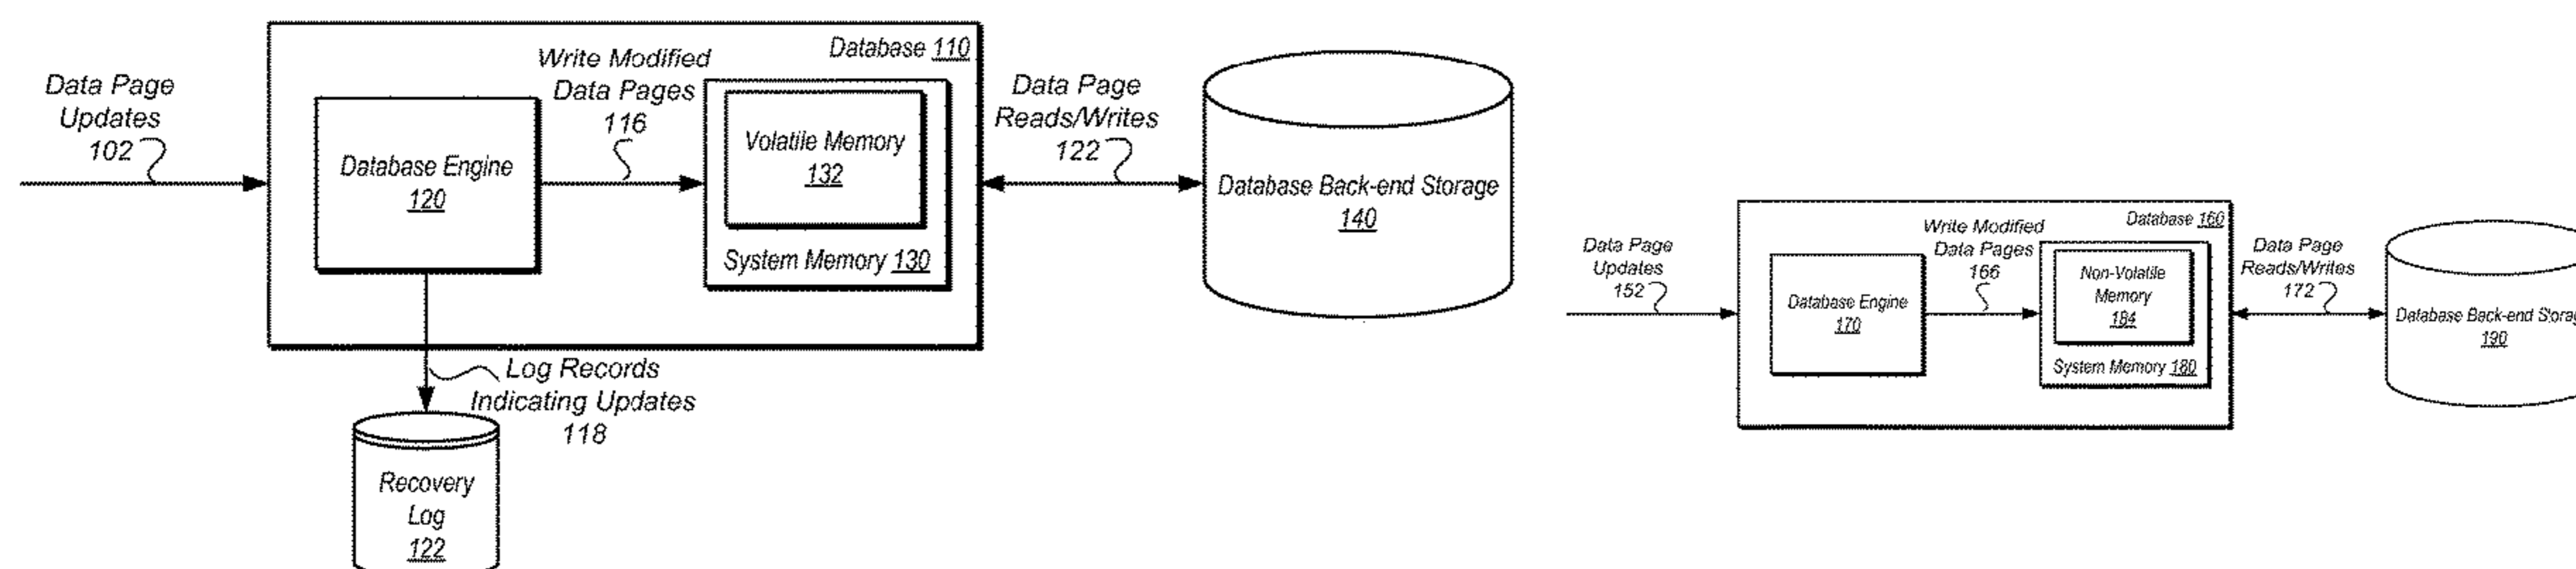 Data Page
Updates
102
Database 110
Write Modified
Data Pages
116
Database Engine
120
Volatile Memory
132
System Memory 130
Data Page
Reads/Writes
122
Database Back-end Storage
140
Log Records
Indicating Updates
118
Recovery
Log
122
Data Page
Updates
152
Database 160
Write Modified
Data Pages
166
Database Engine
170
Non-Volatile
Memory
184
System Memory 180
Data Page
Reads/Writes
172
Database Back-end
190